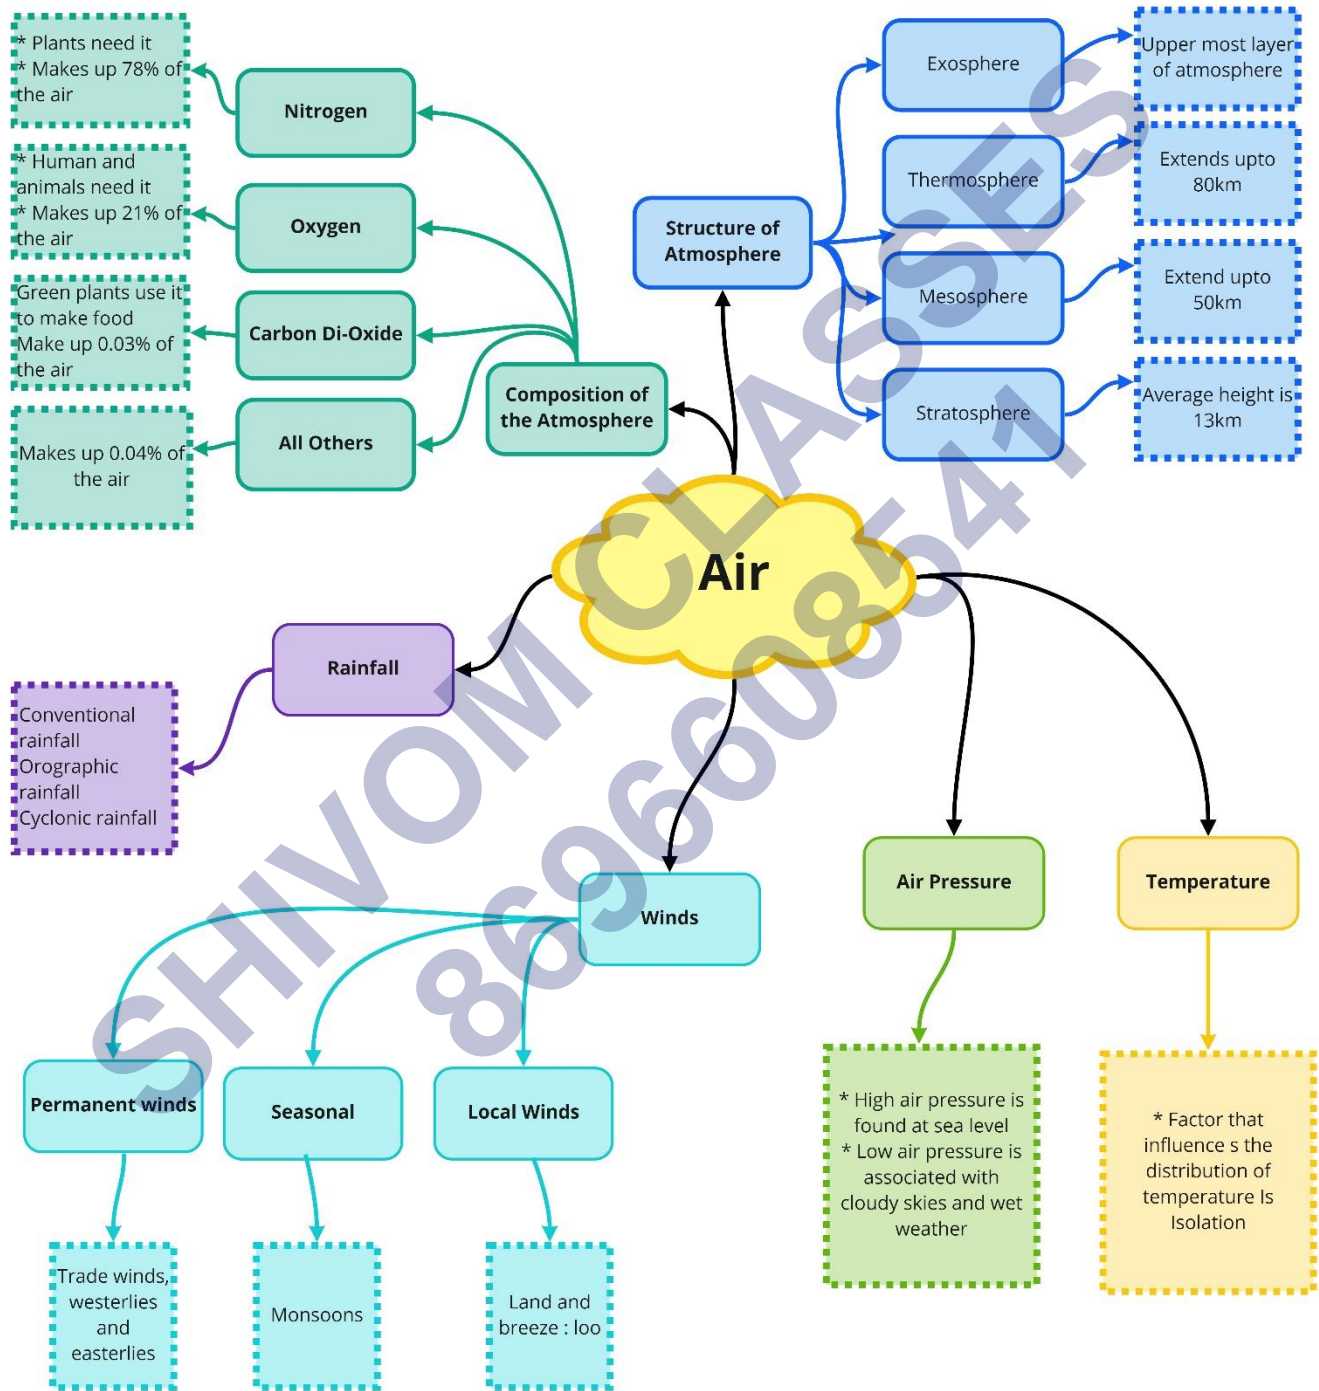 * Plants need it
* Makes up 78% of
the air
Nitrogen
* Human and
animals need it
* Makes up 21% of
the air
Oxygen
Green plants use it
to make food
Make up 0.03% of
the air
Carbon Di-Oxide
Makes up 0.04% of
the air
All Others
Composition of
the Atmosphere
Structure of
Atmosphere
Exosphere
Upper most layer
of atmosphere
Thermosphere
Extends upto
80km
Mesosphere
Extend upto
50km
Stratosphere
Average height is
13km
Air
Rainfall
Conventional
rainfall
Orographic
rainfall
Cyclonic rainfall
Winds
Permanent winds
Seasonal
Local Winds
Trade winds,
westerlies
and
easterlies
Monsoons
Land and
breeze : loo
Air Pressure
* High air pressure is
found at sea level
* Low air pressure is
associated with
cloudy skies and wet
weather
Temperature
* Factor that
influence s the
distribution of
temperature Is
Isolation
SHIVOM CLASSES
8696608541